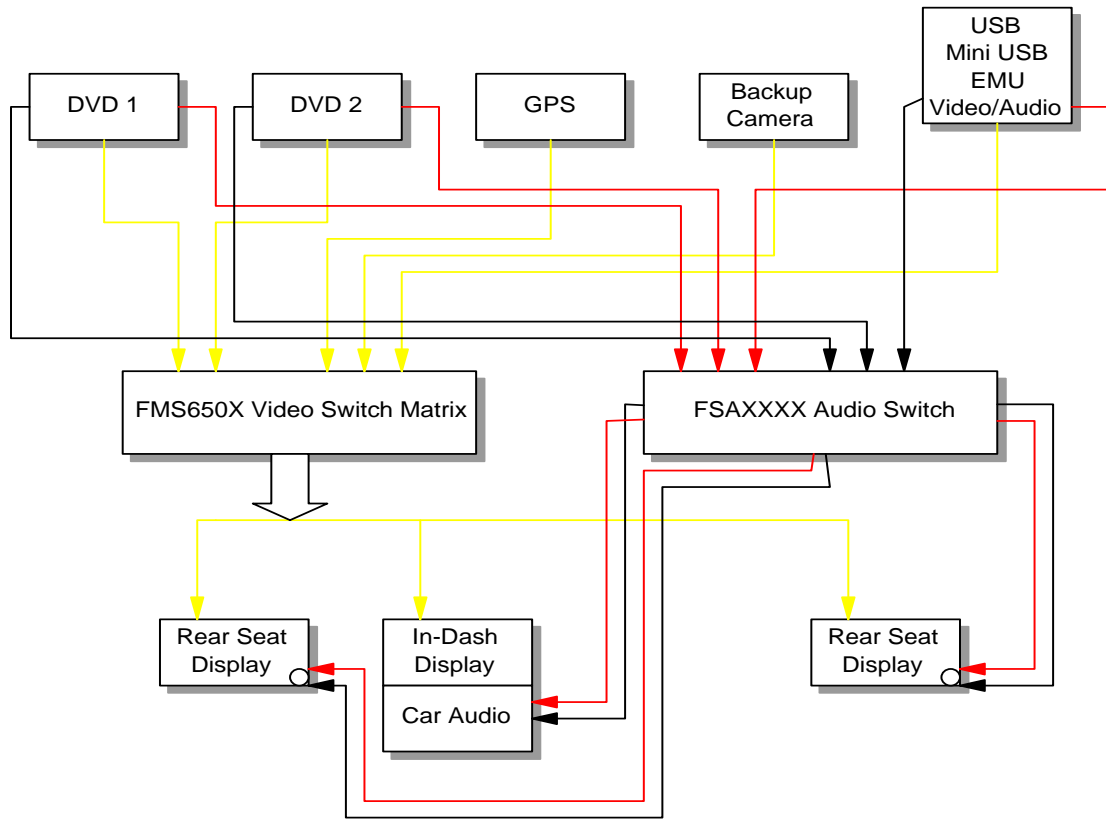 USB
Mini USB
EMU
Video/Audio
DVD 1
DVD 2
GPS
Backup
Camera
FMS650X Video Switch Matrix
FSAXXXX Audio Switch
Rear Seat
Display
In-Dash
Display
Car Audio
Rear Seat
Display